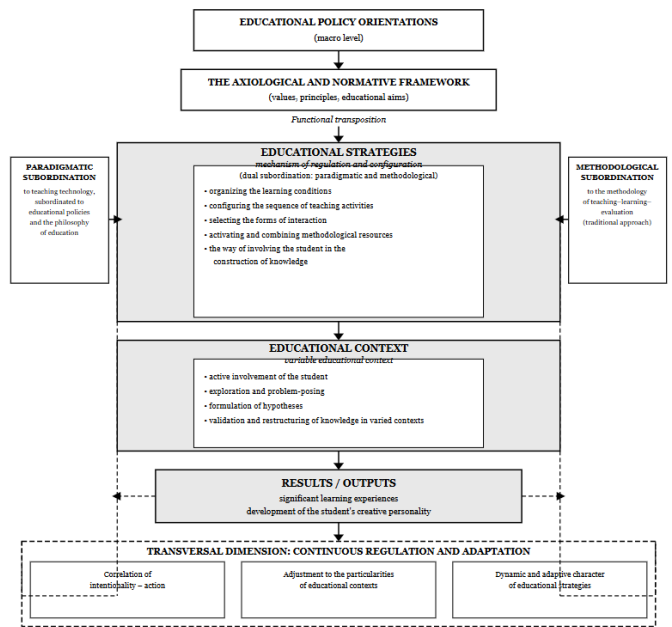 EDUCATIONAL POLICY ORIENTATIONS
(macro level)
THE AXIOLOGICAL AND NORMATIVE FRAMEWORK
(values, principles, educational aims)
Functional transposition
EDUCATIONAL STRATEGIES
mechanism of regulation and configuration
(dual subordination: paradigmatic and methodological)
• organizing the learning conditions
• configuring the sequence of teaching activities
• selecting the forms of interaction
• activating and combining methodological resources
• the way of involving the student in the
construction of knowledge
PARADIGMATIC
SUBORDINATION
to teaching technology,
subordinated to
educational policies
and the philosophy
of education
METHODOLOGICAL
SUBORDINATION
to the methodology
of teaching–learning–
evaluation
(traditional approach)
EDUCATIONAL CONTEXT
variable educational context
• active involvement of the student
• exploration and problem-posing
• formulation of hypotheses
• validation and restructuring of knowledge in varied contexts
RESULTS / OUTPUTS
significant learning experiences
development of the student's creative personality
TRANSVERSAL DIMENSION: CONTINUOUS REGULATION AND ADAPTATION
Correlation of
intentionality – action
Adjustment to the particularities
of educational contexts
Dynamic and adaptive character
of educational strategies